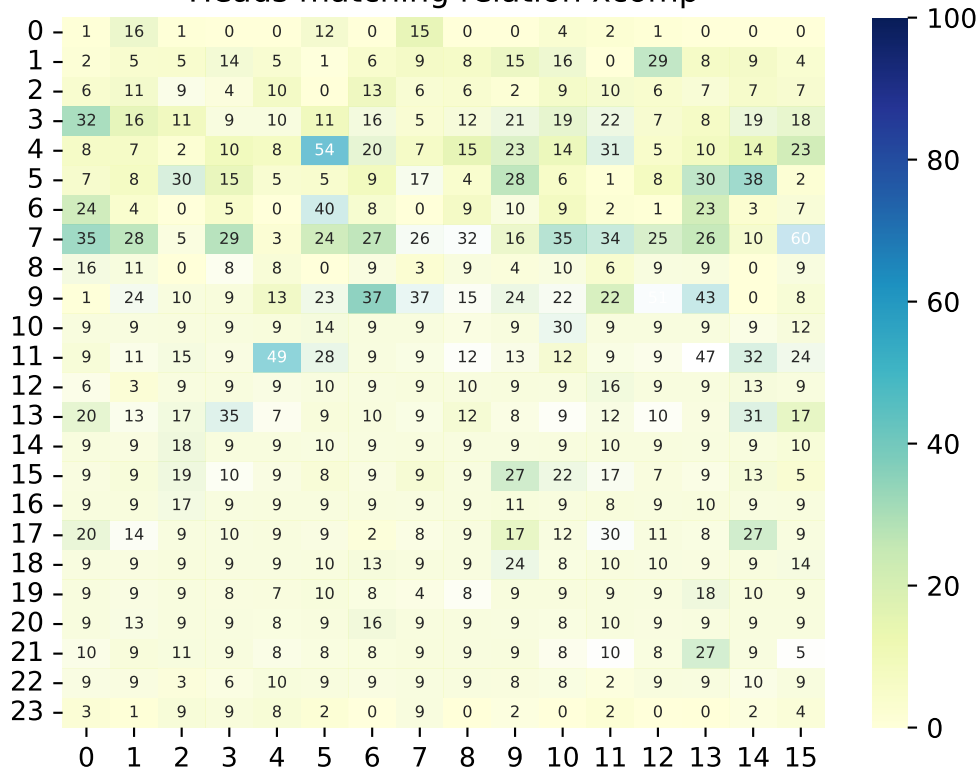 Heads matching relation xcomp
0 1 16 1 0 0 12 0 15 0 0 4 2 1 0 0 0 100
1 2 5 5 14 5 1 6 9 8 15 16 0 29 8 9 4
2 6 11 9 4 10 0 13 6 6 2 9 10 6 7 7 7
3 32 16 11 9 10 11 16 5 12 21 19 22 7 8 19 18
4 8 7 2 10 8 54 20 7 15 23 14 31 5 10 14 23 80
5 7 8 30 15 5 5 9 17 4 28 6 1 8 30 38 2
6 24 4 0 5 0 40 8 0 9 10 9 2 1 23 3 7
7 35 28 5 29 3 24 27 26 32 16 35 34 25 26 10 60
8 16 11 0 8 8 0 9 3 9 4 10 6 9 9 0 9
9 1 24 10 9 13 23 37 37 15 24 22 22 51 43 0 8 60
10 9 9 9 9 9 14 9 9 7 9 30 9 9 9 9 12
11 9 11 15 9 49 28 9 9 12 13 12 9 9 47 32 24
12 6 3 9 9 9 10 9 9 10 9 9 16 9 9 13 9
13 20 13 17 35 7 9 10 9 12 8 9 12 10 9 31 17
14 9 9 18 9 9 10 9 9 9 9 9 10 9 9 9 10 40
15 9 9 19 10 9 8 9 9 9 27 22 17 7 9 13 5
16 9 9 17 9 9 9 9 9 9 11 9 8 9 10 9 9
17 20 14 9 10 9 9 2 8 9 17 12 30 11 8 27 9
18 9 9 9 9 9 10 13 9 9 24 8 10 10 9 9 14
19 9 9 9 8 7 10 8 4 8 9 9 9 9 18 10 9 20
20 9 13 9 9 8 9 16 9 9 9 8 10 9 9 9 9
21 10 9 11 9 8 8 8 9 9 9 8 10 8 27 9 5
22 9 9 3 6 10 9 9 9 9 8 8 2 9 9 10 9
23 3 1 9 9 8 2 0 9 0 2 0 2 0 0 2 4 0
0 1 2 3 4 5 6 7 8 9 10 11 12 13 14 15